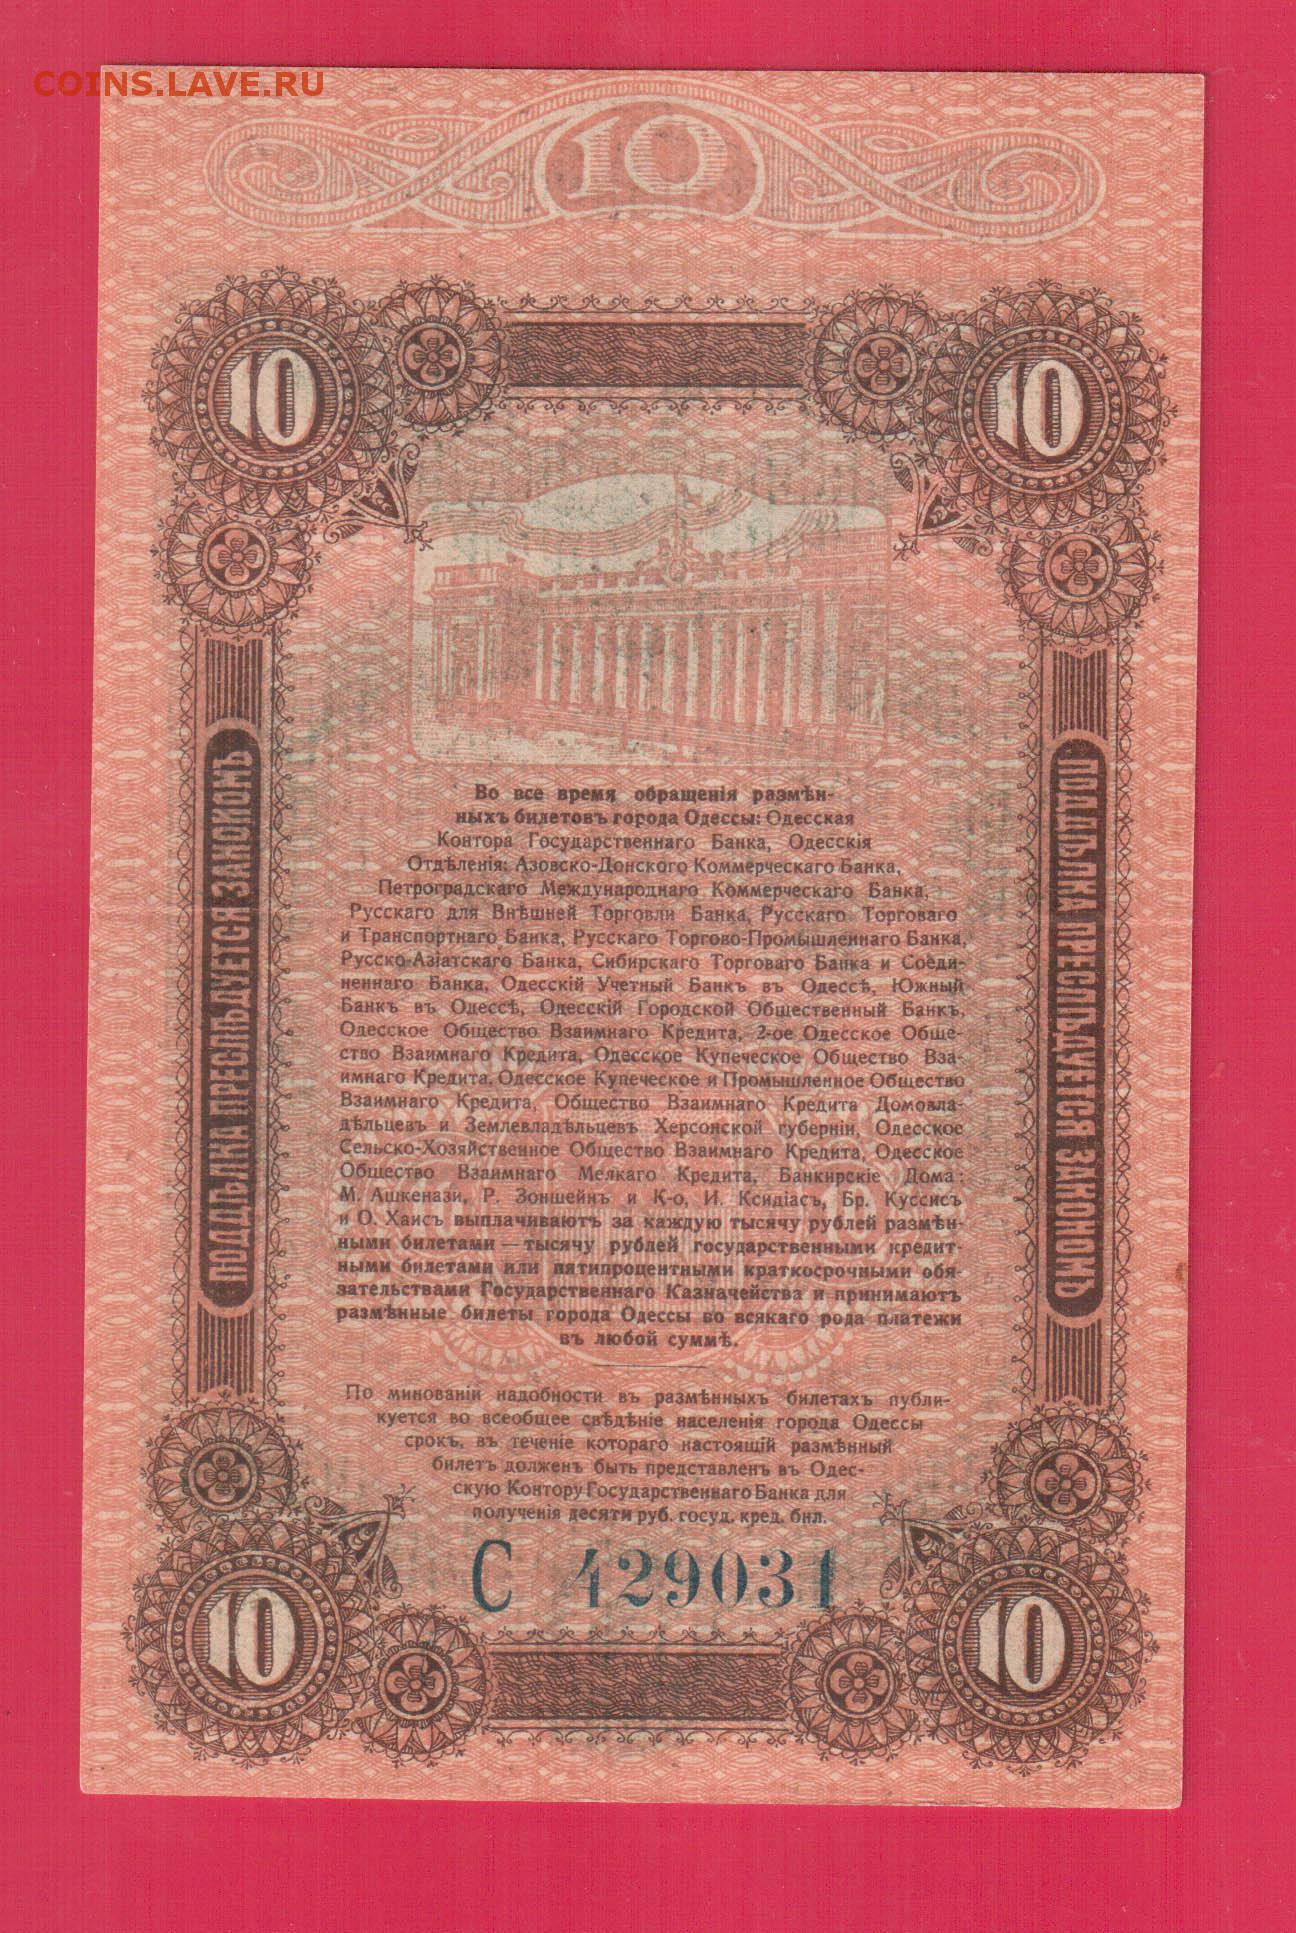 COINS.LAVE.RU
10
10 10
Во все время обращенія размѣн-
ныхъ билетовъ города Одессы: Одесская
Контора Государственнаго Банка, Одесскія
Отдѣленія: Азовско-Донского Коммерческаго Банка,
Петроградскаго Международнаго Коммерческаго Банка,
Русскаго для Внѣшней Торговли Банка, Русскаго Торговаго
и Транспортнаго Банка, Русскаго Торгово-Промышленнаго Банка,
Русско-Азіатскаго Банка, Сибирскаго Торговаго Банка и Соеди-
неннаго Банка, Одесскій Учетный Банкъ въ Одессѣ, Южный
Банкъ въ Одессѣ, Одесскій Городской Общественный Банкъ,
Одесское Общество Взаимнаго Кредита, 2-ое Одесское Обще-
ство Взаимнаго Кредита, Одесское Купеческое Общество Вза-
имнаго Кредита, Одесское Купеческое и Промышленное Общество
Взаимнаго Кредита, Общество Взаимнаго Кредита Домовла-
дѣльцевъ и Землевладѣльцевъ Херсонской губерніи, Одесское
Сельско-Хозяйственное Общество Взаимнаго Кредита, Одесское
Общество Взаимнаго Мелкаго Кредита, Банкирскіе Дома:
М. Ашкенази, Р. Зоншейнъ и К-о, И. Ксидіасъ, Бр. Куссисъ
и О. Хаисъ выплачиваютъ за каждую тысячу рублей размѣн-
ными билетами — тысячу рублей государственными кредит-
ными билетами или пятипроцентными краткосрочными обя-
зательствами Государственнаго Казначейства и принимаютъ
размѣнные билеты города Одессы во всякаго рода платежи
въ любой суммѣ.
По минованіи надобности въ размѣнныхъ билетахъ публи-
куется во всеобщее свѣдѣніе населенія города Одессы
срокъ, въ теченіе котораго настоящій размѣнный
билетъ долженъ быть представленъ въ Одес-
скую Контору Государственнаго Банка для
полученія десяти руб. госуд. кред. бил.
С 429031
10 10
ПОДДѢЛКА ПРЕСЛѢДУЕТСЯ ЗАКОНОМЪ
ПОДДѢЛКА ПРЕСЛѢДУЕТСЯ ЗАКОНОМЪ